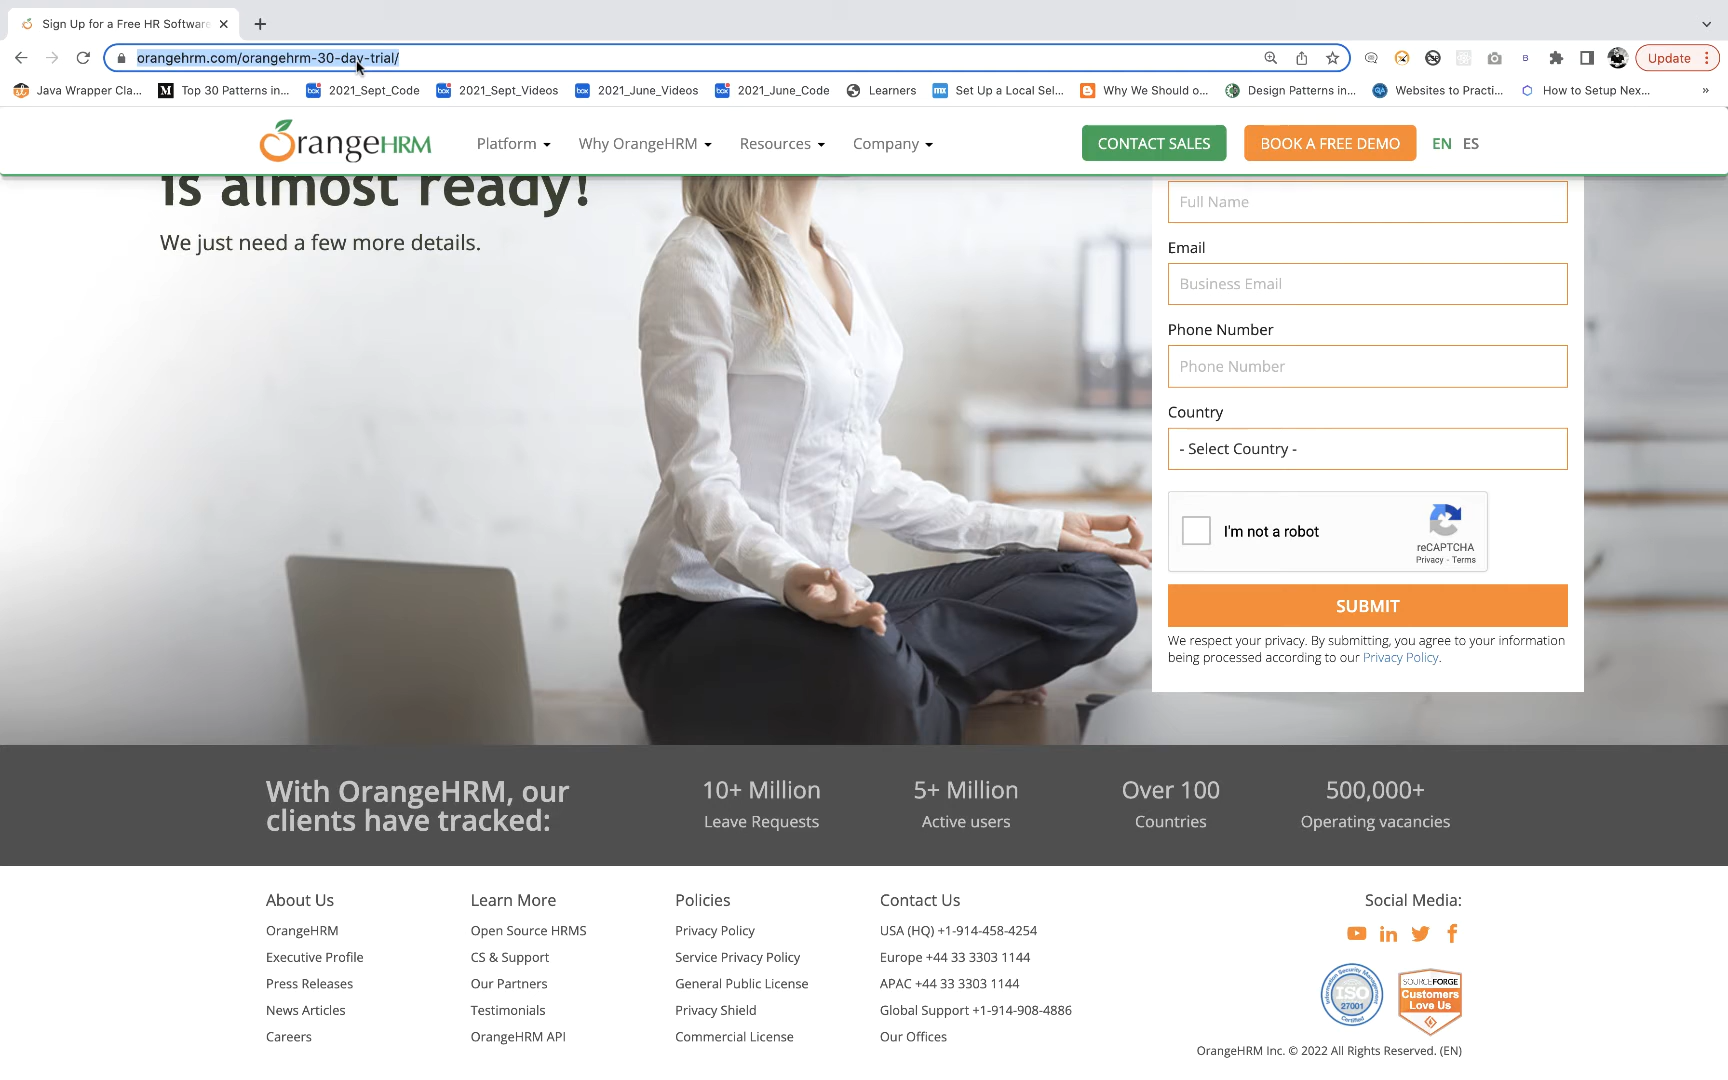 Sign Up for a Free HR Software
orangehrm.com/orangehrm-30-day-trial/
B
Update
Java Wrapper Cla...
M Top 30 Patterns in...
box 2021_Sept_Code
box 2021_Sept_Videos
box 2021_June_Videos
box 2021_June_Code
Learners
mx Set Up a Local Sel...
Why We Should o...
Design Patterns in...
QA Websites to Practi...
How to Setup Nex...
»
OrangeHRM
Platform
Why OrangeHRM
Resources
Company
CONTACT SALES
BOOK A FREE DEMO
EN ES
is almost ready!
We just need a few more details.
Full Name
Email
Business Email
Phone Number
Phone Number
Country
- Select Country -
I'm not a robot
reCAPTCHA
Privacy - Terms
SUBMIT
We respect your privacy. By submitting, you agree to your information
being processed according to our Privacy Policy.
With OrangeHRM, our
clients have tracked:
10+ Million
Leave Requests
5+ Million
Active users
Over 100
Countries
500,000+
Operating vacancies
About Us
OrangeHRM
Executive Profile
Press Releases
News Articles
Careers
Learn More
Open Source HRMS
CS & Support
Our Partners
Testimonials
OrangeHRM API
Policies
Privacy Policy
Service Privacy Policy
General Public License
Privacy Shield
Commercial License
Contact Us
USA (HQ) +1-914-458-4254
Europe +44 33 3303 1144
APAC +44 33 3303 1144
Global Support +1-914-908-4886
Our Offices
Social Media:
Information Security Management
ISO
27001
Certified
SOURCEFORGE
Customers
Love Us
OrangeHRM Inc. © 2022 All Rights Reserved. (EN)